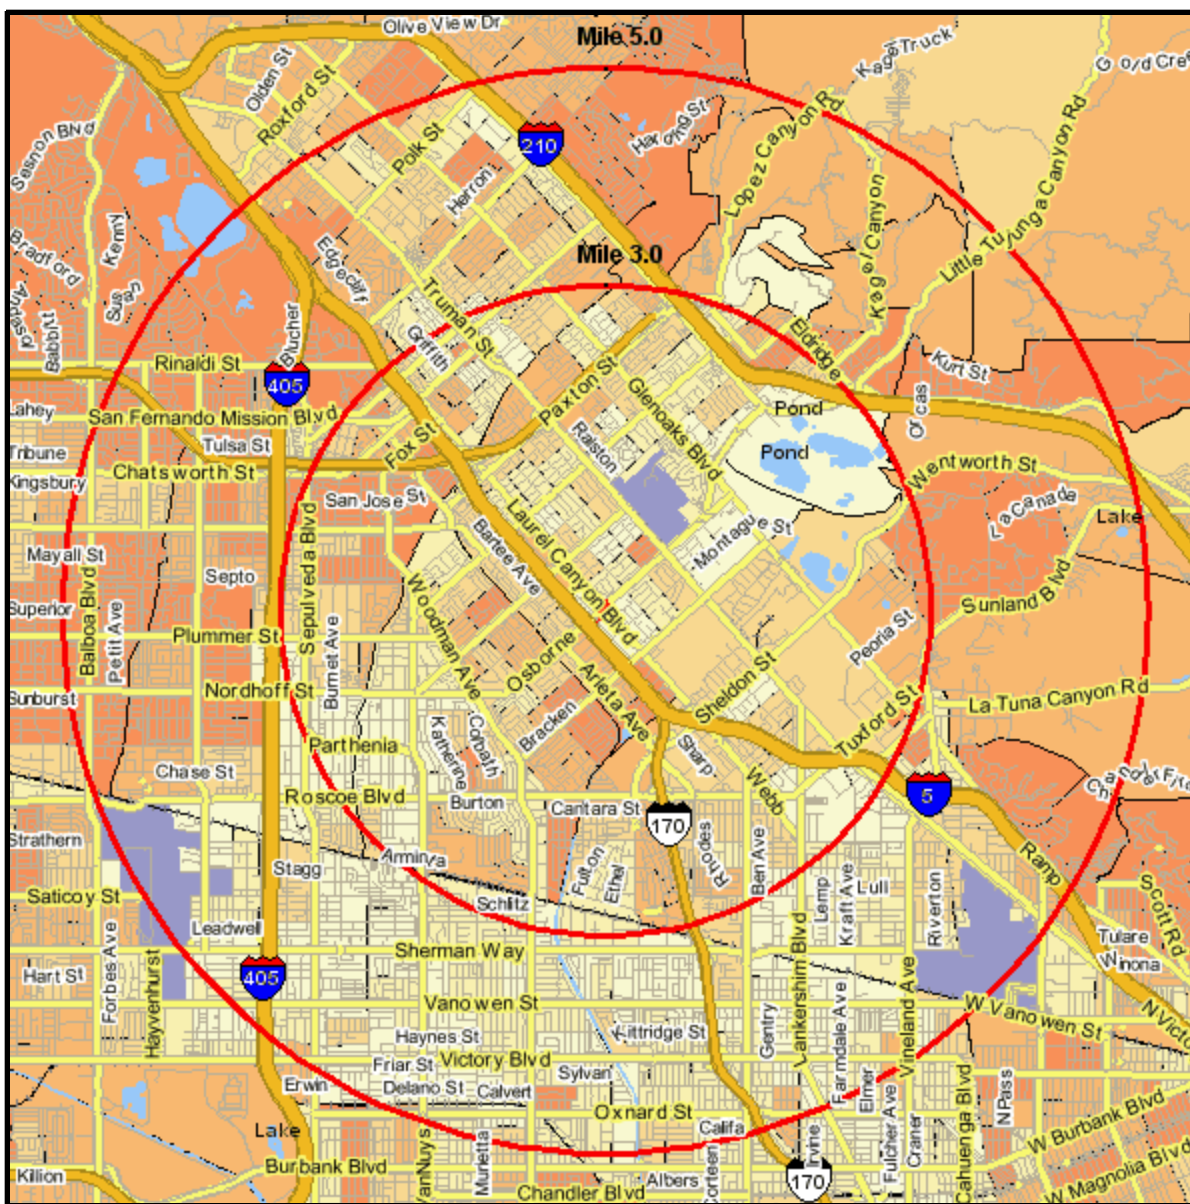 Olive View Dr
Mile 5.0
Kagel
Truck
Gold Cre
Olden St
Roxford St
Polk St
210
Harding St
Lopez Canyon Rd
Sesnon Blvd
Herron
Kagel Canyon
Little Tujunga Canyon Rd
Kenny
Bradford
Edgecliff
Mile 3.0
Babbitt
Blucher
Truman St
Griffith
Eldridge
Rinaldi St
405
Kurt St
Paxton St
Glenoaks Blvd
Orcas
Lahey
San Fernando Mission Blvd
Pond
Tulsa St
Fox St
Ralston
Pond
Tribune
Chatsworth St
Wentworth St
Kingsbury
San Jose St
La Canada
Lake
Laurel Canyon Blvd
Bartee Ave
Montague St
Mayall St
Sepulveda Blvd
Septo
Woodman Ave
Superior
Balboa Blvd
Petit Ave
Sunland Blvd
Plummer St
Burnet Ave
Osborne
Peoria St
Arleta Ave
Sheldon St
Sunburst
Nordhoff St
La Tuna Canyon Rd
Bracken
Tuxford St
Parthenia
Katherine
Colbath
Sharp
Chase St
Webb
Roscoe Blvd
Burton
Cantara St
5
170
Strathern
Rhodes
Ben Ave
Ramp
Arminta
Stagg
Fulton
Ethel
Lemp
Kraft Ave
Lull
Riverton
Scott Rd
Saticoy St
Schlitz
Leadwell
Forbes Ave
Sherman Way
Lankershim Blvd
Tulare
Winona
Hart St
405
Hayvenhurst
Vanowen St
W Vanowen St
N Victo
Haynes St
Kittridge St
Gentry
Farmdale Ave
Vineland Ave
Friar St
Victory Blvd
Sylvan
Erwin
Delano St
Calvert
Elmer
N Pass
Oxnard St
Fulcher Ave
Craner
Cahuenga Blvd
W Burbank Blvd
Lake
Califa
Irvine
Van Nuys
Murietta
Killion
Burbank Blvd
Albers
Corteen
170
Chandler Blvd
W Magnolia Blvd